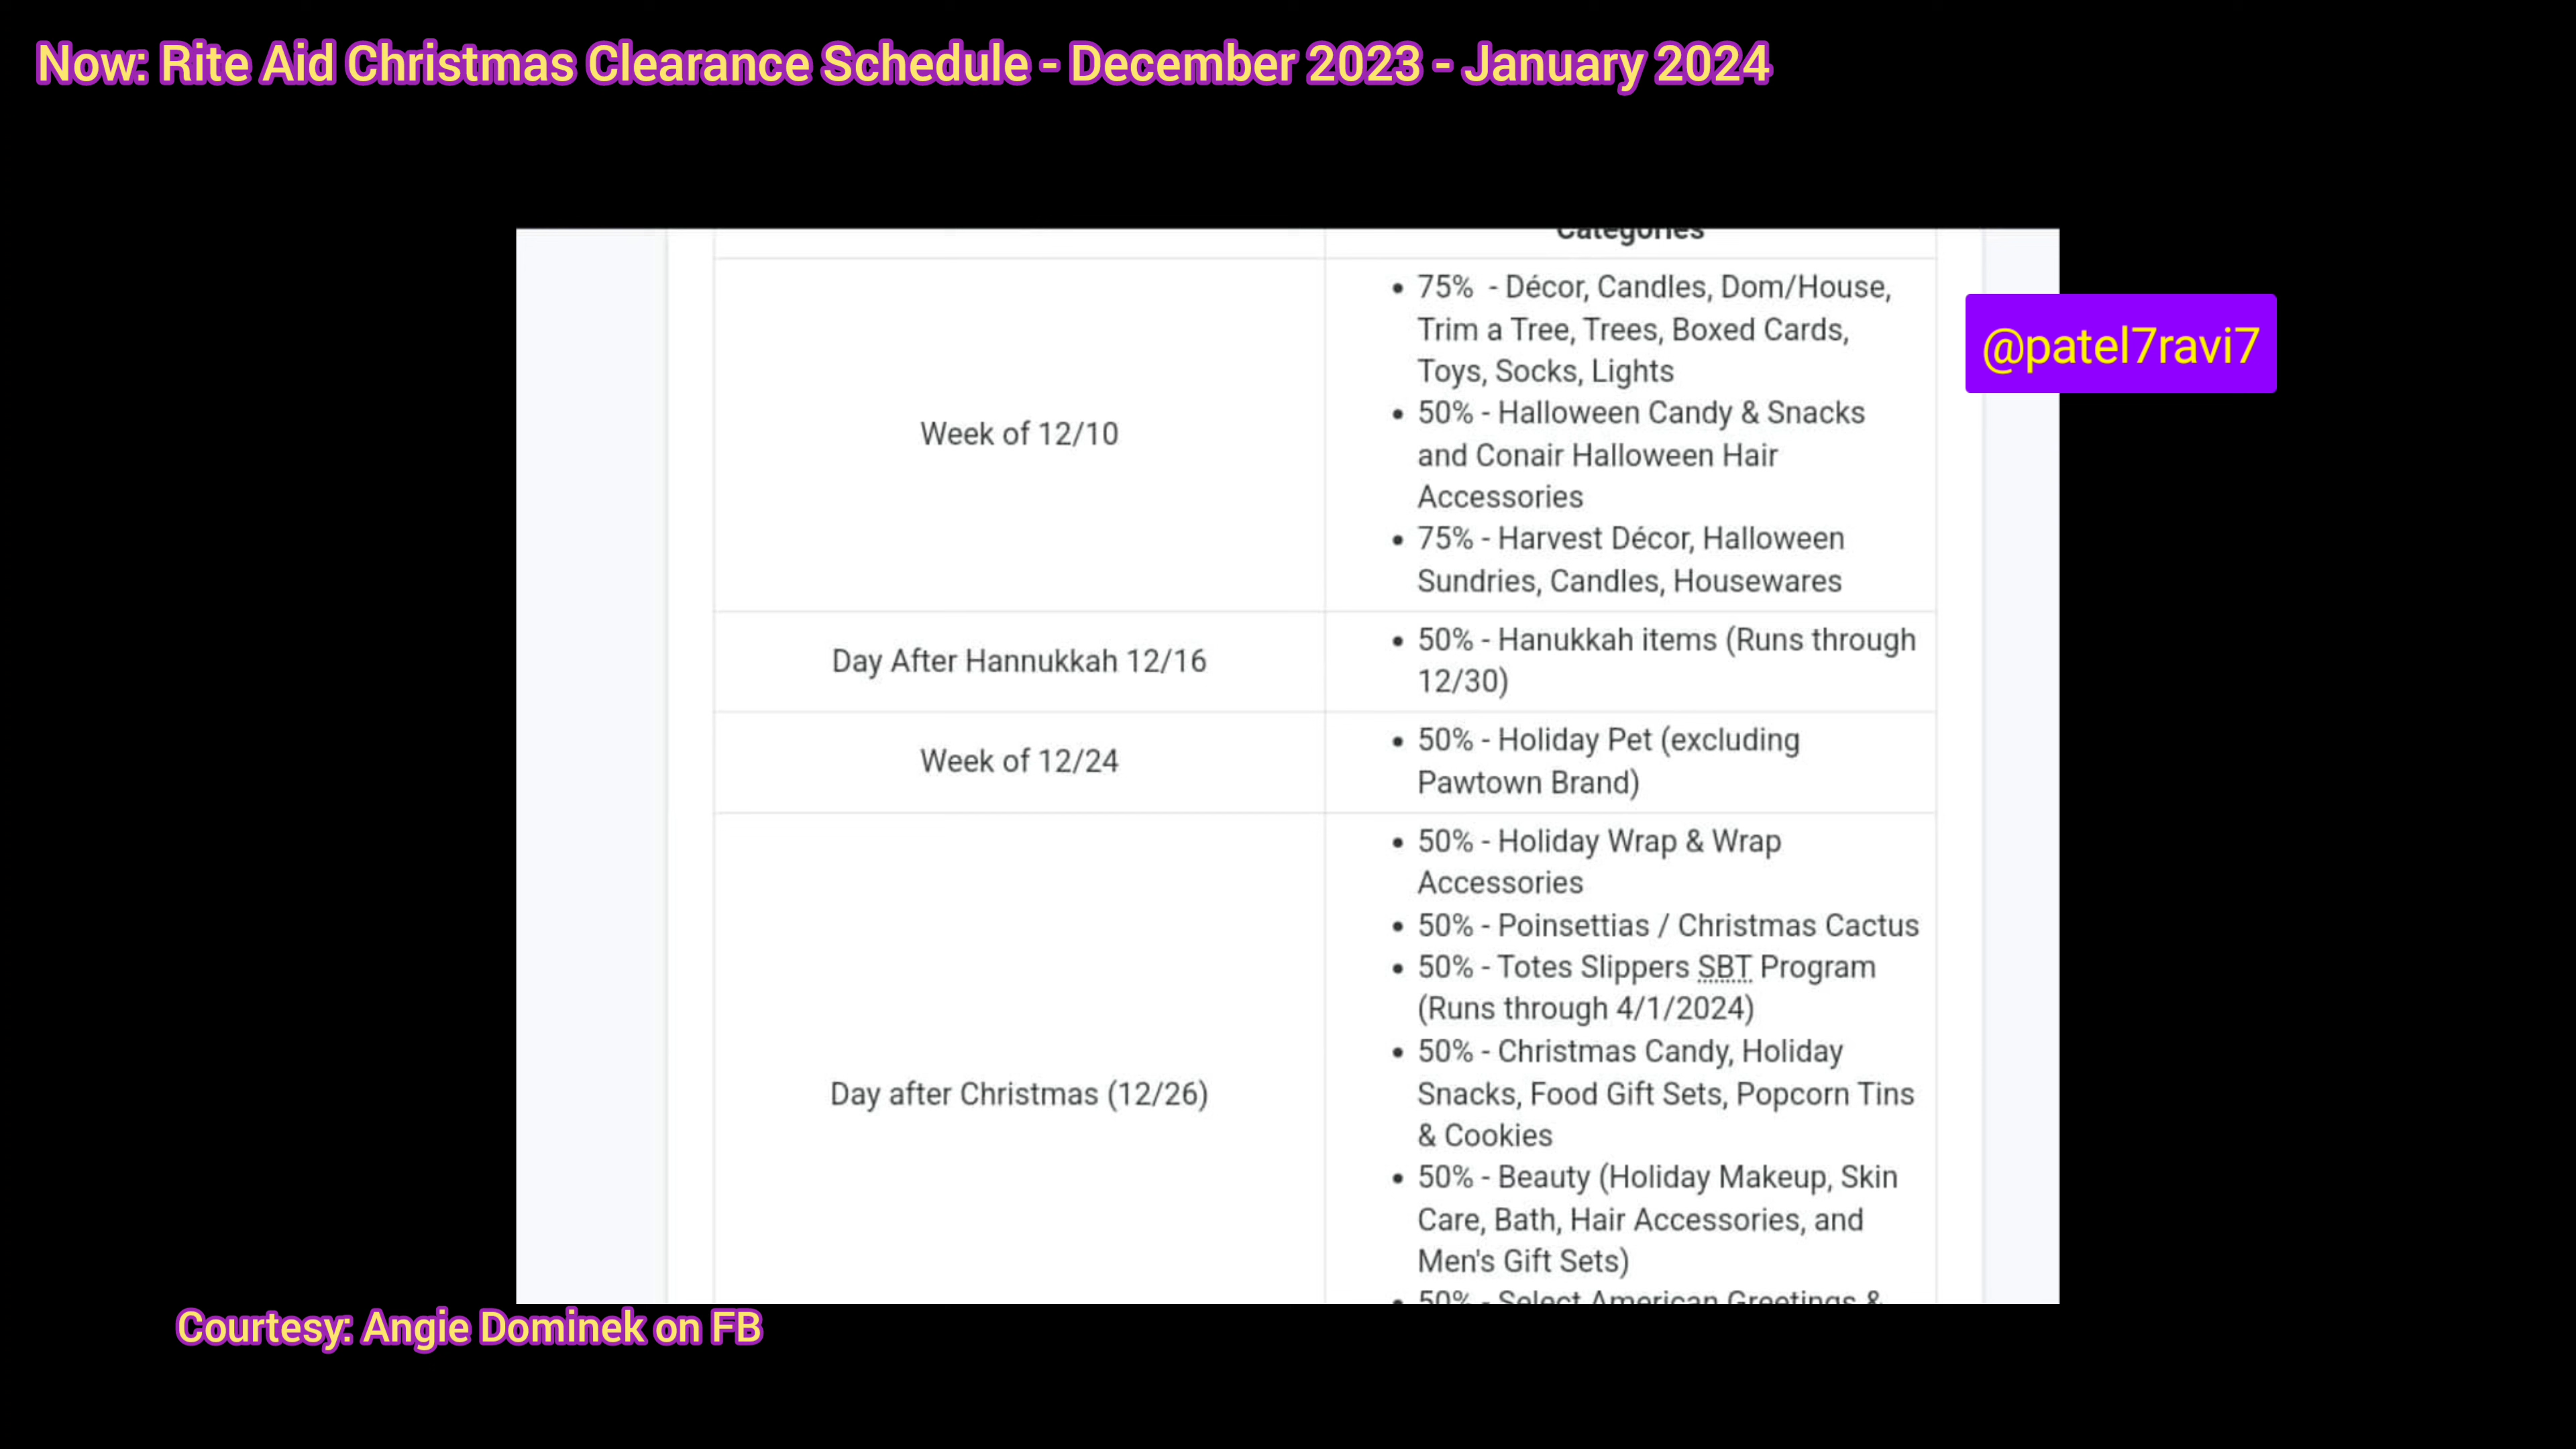 Now: Rite Aid Christmas Clearance Schedule - December 2023 - January 2024
Categories
@patel7ravi7
Week of 12/10
• 75%  - Décor, Candles, Dom/House,
Trim a Tree, Trees, Boxed Cards,
Toys, Socks, Lights
• 50% - Halloween Candy & Snacks
and Conair Halloween Hair
Accessories
• 75% - Harvest Décor, Halloween
Sundries, Candles, Housewares
Day After Hannukkah 12/16
• 50% - Hanukkah items (Runs through
12/30)
Week of 12/24
• 50% - Holiday Pet (excluding
Pawtown Brand)
Day after Christmas (12/26)
• 50% - Holiday Wrap & Wrap
Accessories
• 50% - Poinsettias / Christmas Cactus
• 50% - Totes Slippers SBT Program
(Runs through 4/1/2024)
• 50% - Christmas Candy, Holiday
Snacks, Food Gift Sets, Popcorn Tins
& Cookies
• 50% - Beauty (Holiday Makeup, Skin
Care, Bath, Hair Accessories, and
Men's Gift Sets)
• 50% - Select American Greetings &
Courtesy: Angie Dominek on FB